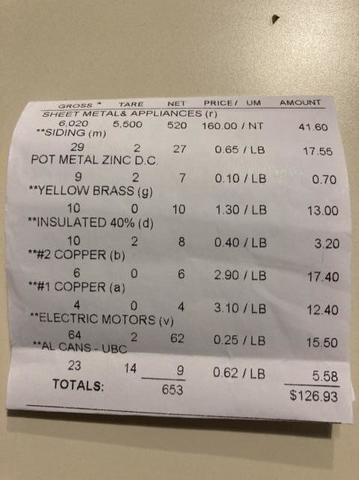 GROSS * TARE NET PRICE / UM AMOUNT
SHEET METAL& APPLIANCES (r)
6,020 5,500 520 160.00 / NT 41.60
**SIDING (m)
29 2 27 0.65 / LB 17.55
POT METAL ZINC D.C.
9 2 7 0.10 / LB 0.70
**YELLOW BRASS (g)
10 0 10 1.30 / LB 13.00
**INSULATED 40% (d)
10 2 8 0.40 / LB 3.20
**#2 COPPER (b)
6 0 6 2.90 / LB 17.40
**#1 COPPER (a)
4 0 4 3.10 / LB 12.40
**ELECTRIC MOTORS (v)
64 2 62 0.25 / LB 15.50
**AL CANS - UBC
23 14 9 0.62 / LB 5.58
TOTALS: 653 $126.93